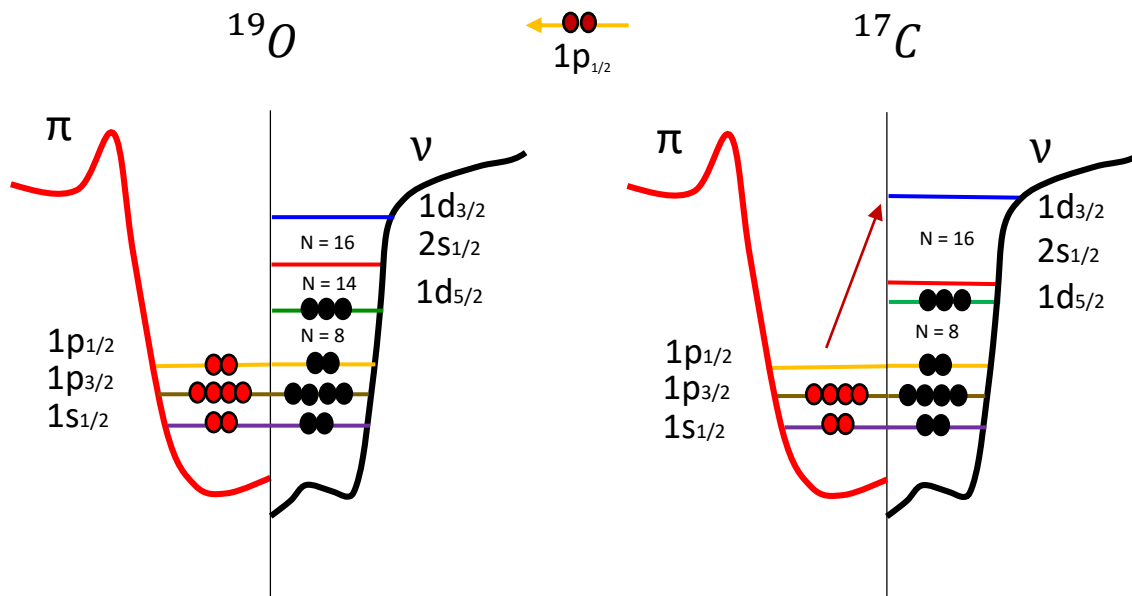 ¹⁹O
1p1/2
¹⁷C
π
ν
1d3/2
N = 16
2s1/2
N = 14
1d5/2
N = 8
1p1/2
1p3/2
1s1/2
π
ν
1d3/2
N = 16
2s1/2
1d5/2
N = 8
1p1/2
1p3/2
1s1/2